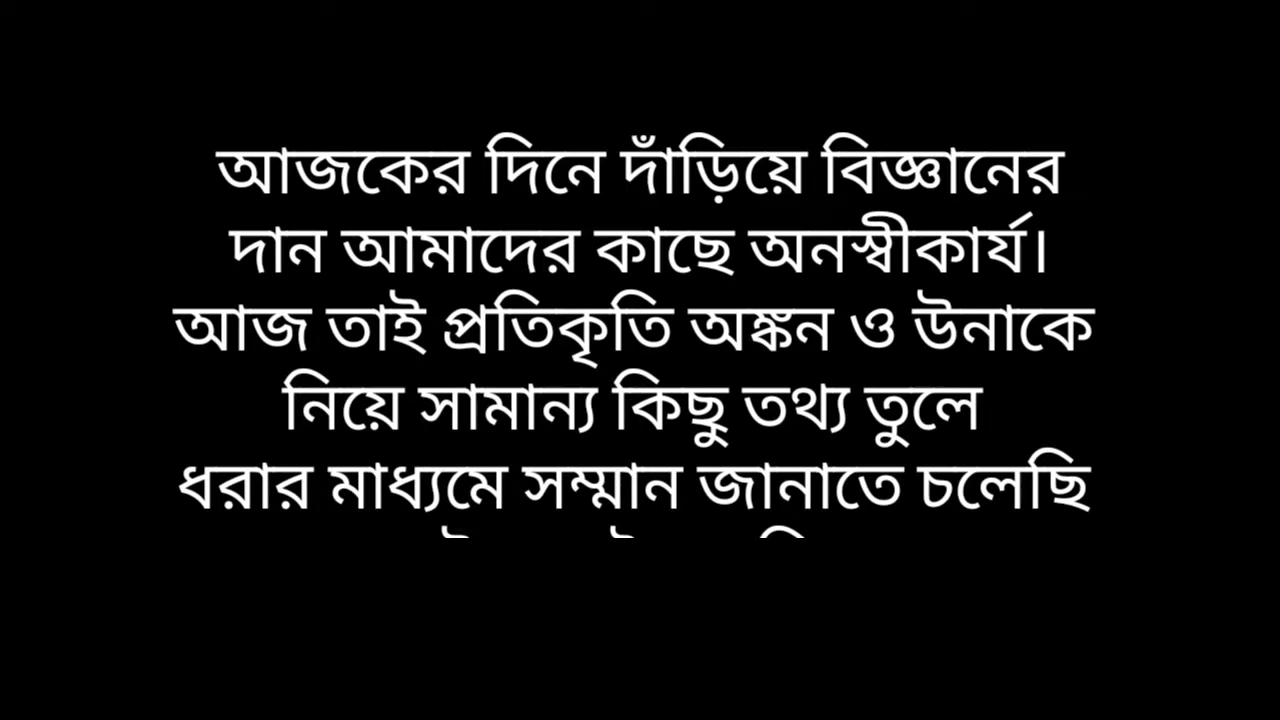 আজকের দিনে দাঁড়িয়ে বিজ্ঞানের
দান আমাদের কাছে অনস্বীকার্য।
আজ তাই প্রতিকৃতি অঙ্কন ও উনাকে
নিয়ে সামান্য কিছু তথ্য তুলে
ধরার মাধ্যমে সম্মান জানাতে চলেছি